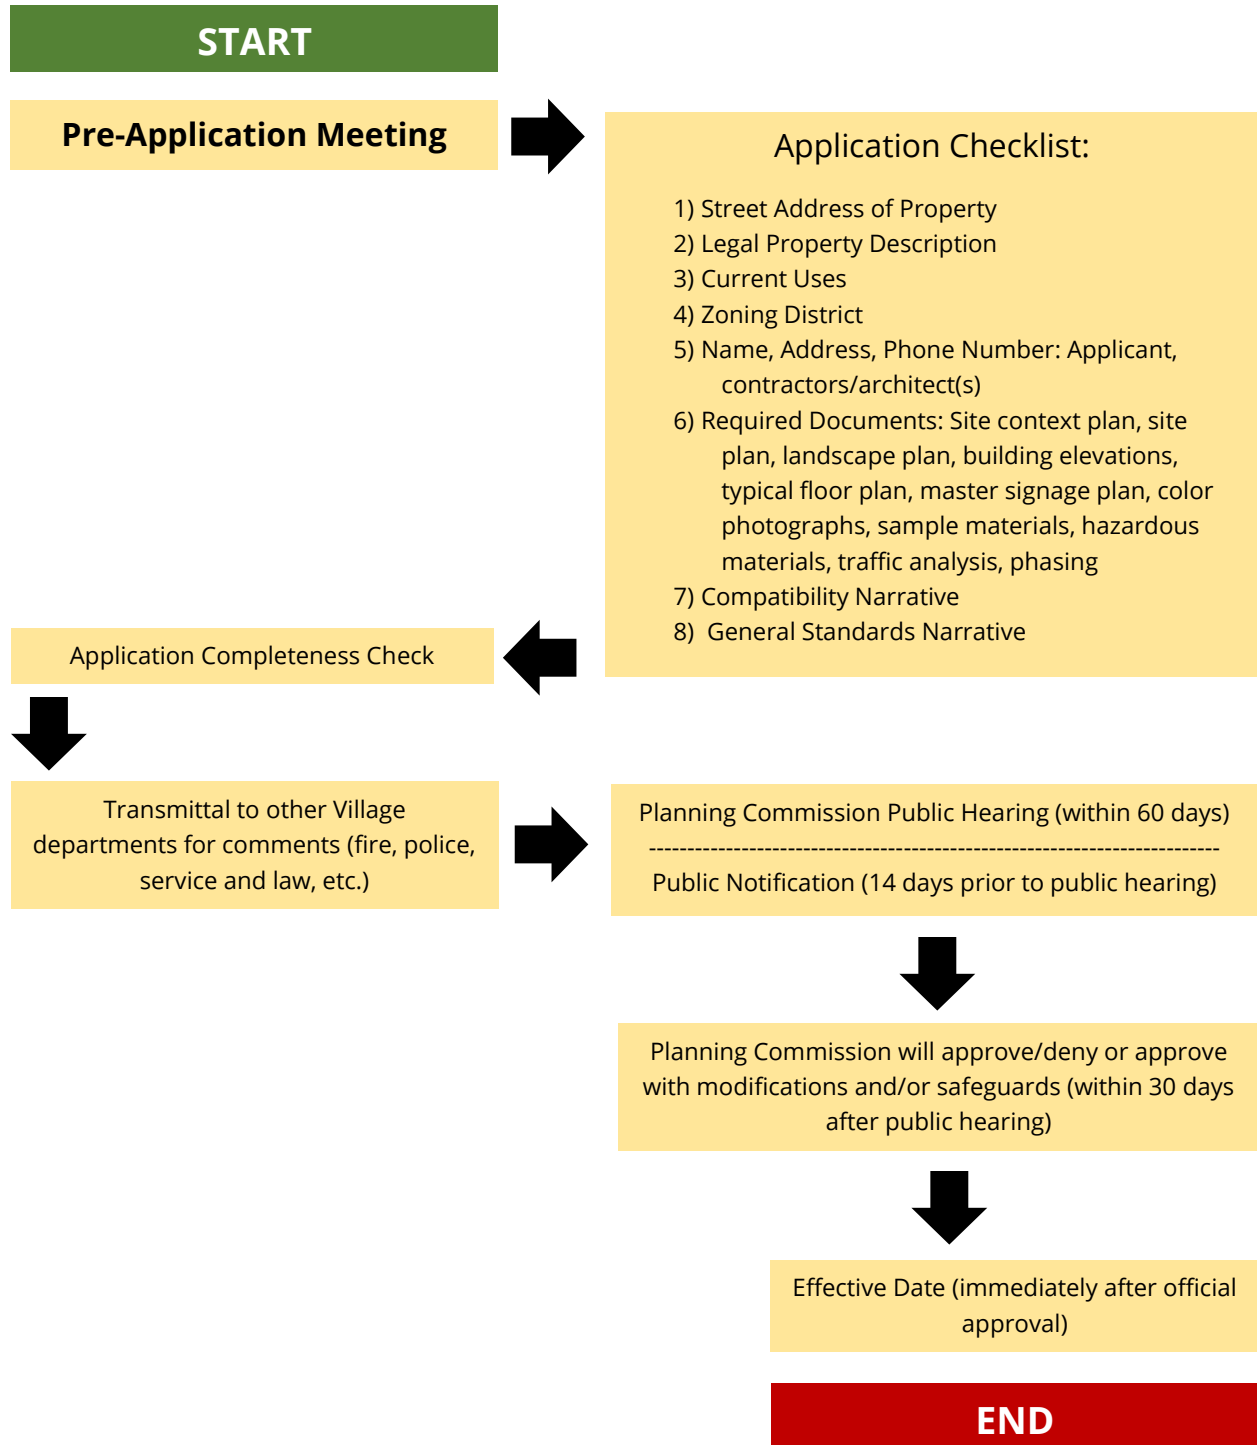 START
Pre-Application Meeting
Application Checklist:
1) Street Address of Property
2) Legal Property Description
3) Current Uses
4) Zoning District
5) Name, Address, Phone Number: Applicant,
contractors/architect(s)
6) Required Documents: Site context plan, site
plan, landscape plan, building elevations,
typical floor plan, master signage plan, color
photographs, sample materials, hazardous
materials, traffic analysis, phasing
7) Compatibility Narrative
8) General Standards Narrative
Application Completeness Check
Transmittal to other Village
departments for comments (fire, police,
service and law, etc.)
Planning Commission Public Hearing (within 60 days)
--------------------------------------------------------------------------
Public Notification (14 days prior to public hearing)
Planning Commission will approve/deny or approve
with modifications and/or safeguards (within 30 days
after public hearing)
Effective Date (immediately after official
approval)
END